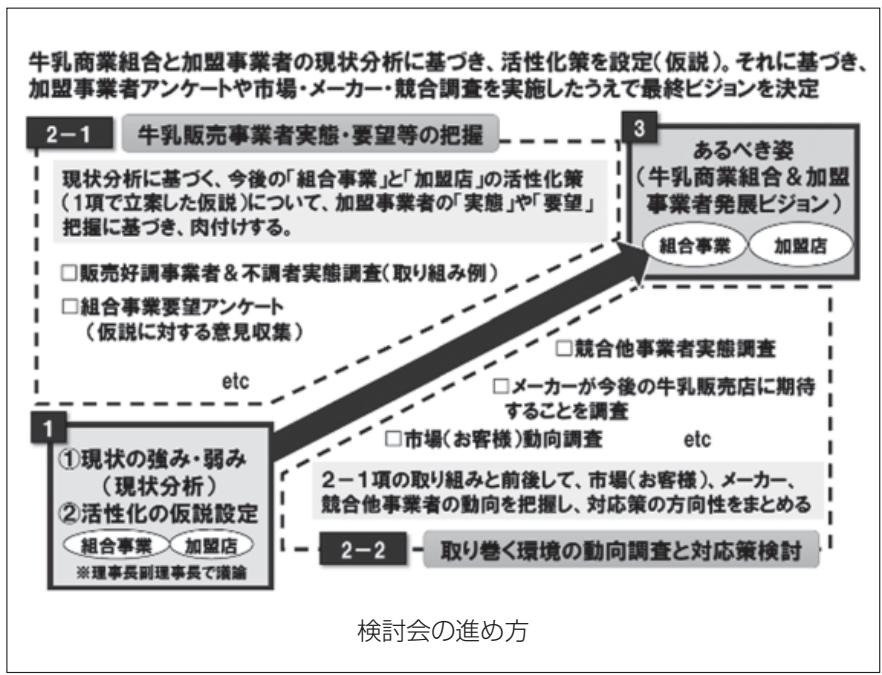 牛乳商業組合と加盟事業者の現状分析に基づき、活性化策を設定(仮説)。それに基づき、
加盟事業者アンケートや市場・メーカー・競合調査を実施したうえで最終ビジョンを決定
2−1 牛乳販売事業者実態・要望等の把握
現状分析に基づく、今後の「組合事業」と「加盟店」の活性化策
(1項で立案した仮説)について、加盟事業者の「実態」や「要望」
把握に基づき、肉付けする。
□販売好調事業者&不調者実態調査(取り組み例)
□組合事業要望アンケート
(仮説に対する意見収集)
etc
3
あるべき姿
(牛乳商業組合&加盟
事業者発展ビジョン)
組合事業 加盟店
1
①現状の強み・弱み
(現状分析)
②活性化の仮説設定
組合事業 加盟店
※理事長副理事長で議論
□競合他事業者実態調査
□メーカーが今後の牛乳販売店に期待
することを調査
□市場(お客様)動向調査 etc
2−1項の取り組みと前後して、市場(お客様)、メーカー、
競合他事業者の動向を把握し、対応策の方向性をまとめる
2−2 取り巻く環境の動向調査と対応策検討
検討会の進め方